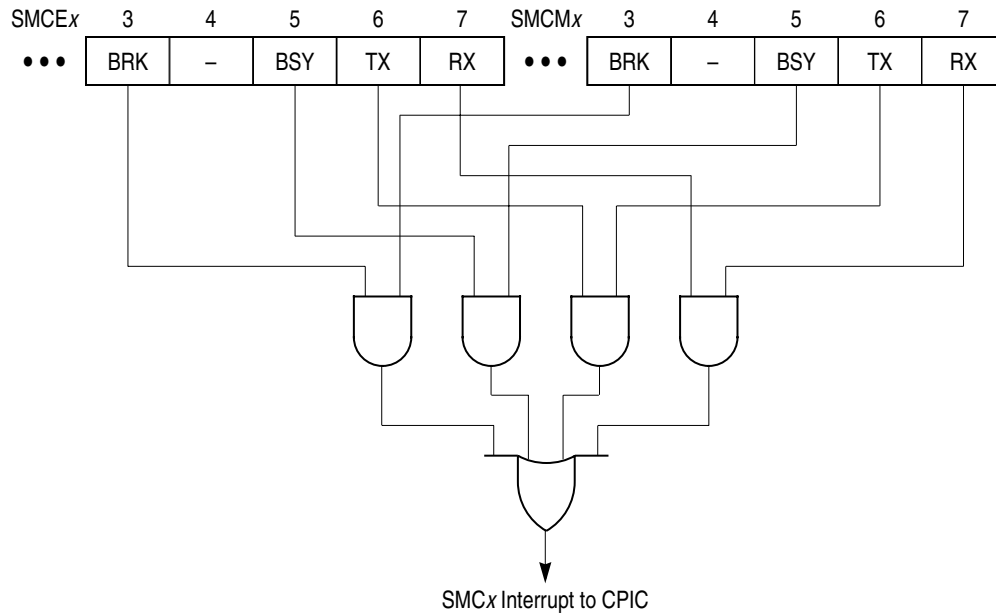 SMCEx 3 4 5 6 7 SMCMx 3 4 5 6 7
••• BRK – BSY TX RX ••• BRK – BSY TX RX
SMCx Interrupt to CPIC